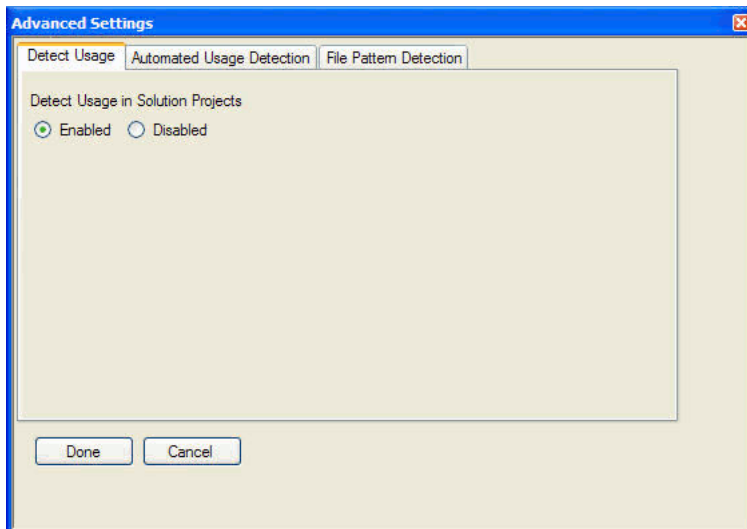 Advanced Settings
Detect Usage Automated Usage Detection File Pattern Detection
Detect Usage in Solution Projects
Enabled Disabled
Done Cancel